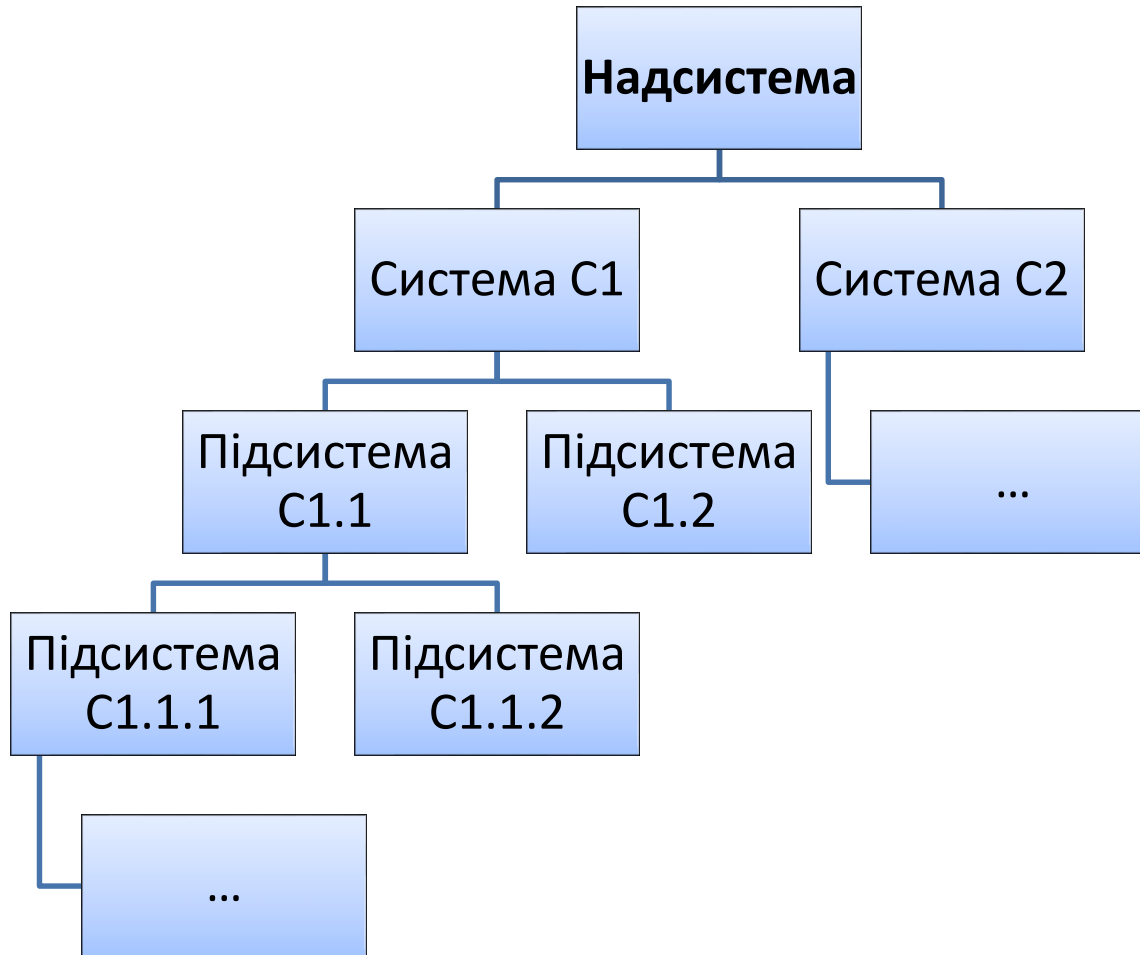 Надсистема
Система С1
Система С2
Підсистема
С1.1
Підсистема
С1.2
...
Підсистема
С1.1.1
Підсистема
С1.1.2
...